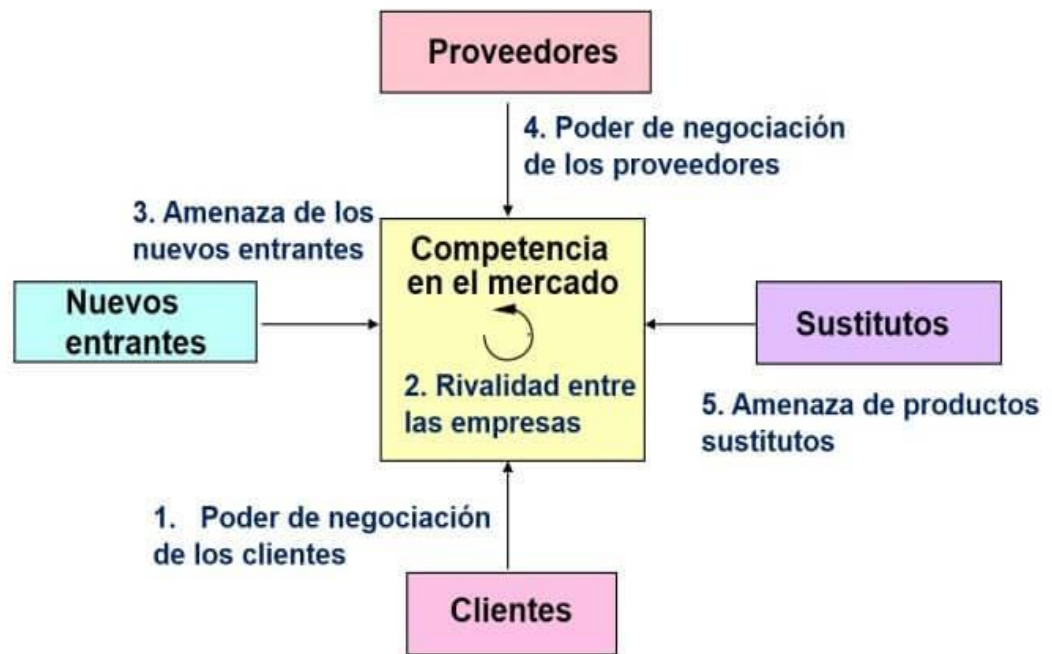 Proveedores
4. Poder de negociación
de los proveedores
3. Amenaza de los
nuevos entrantes
Competencia
en el mercado
Nuevos
entrantes
Sustitutos
2. Rivalidad entre
las empresas
5. Amenaza de productos
sustitutos
1. Poder de negociación
de los clientes
Clientes